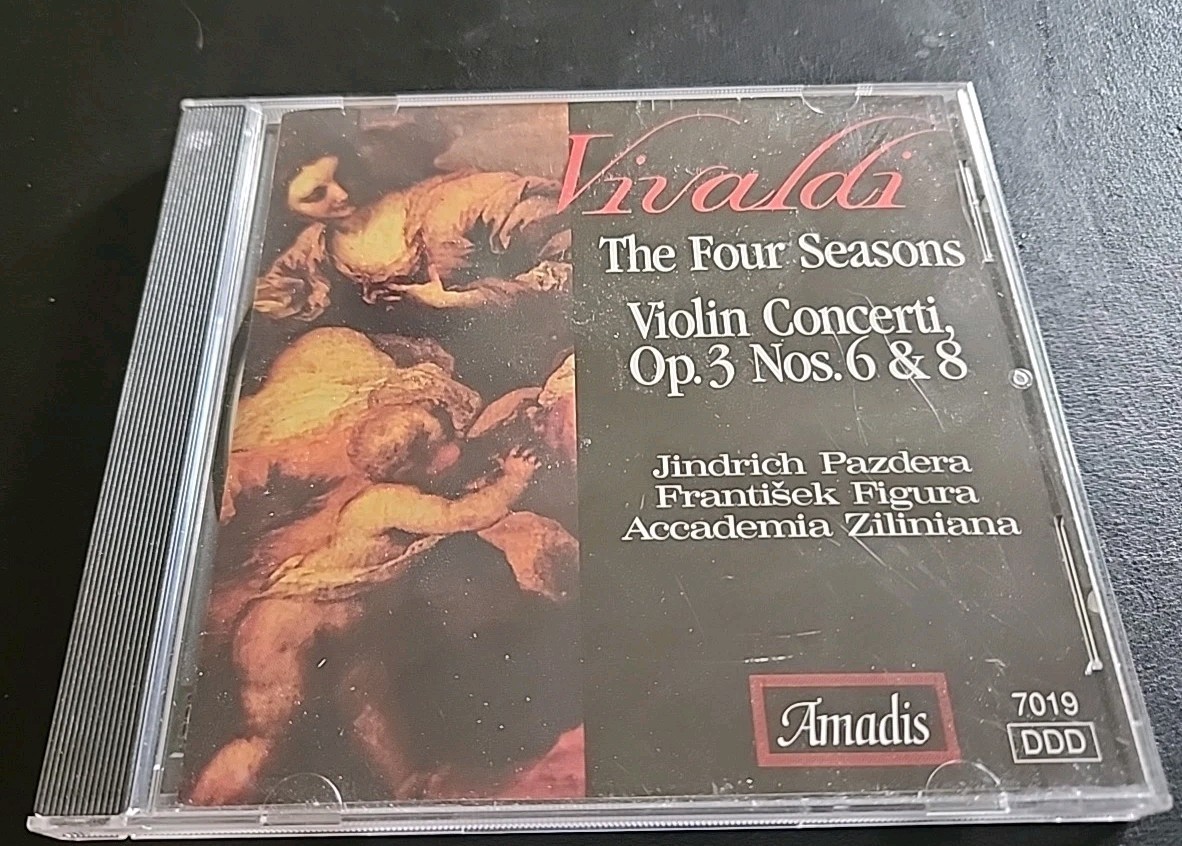 Vivaldi
The Four Seasons
Violin Concerti,
Op.3 Nos.6 & 8
Jindrich Pazdera
František Figura
Accademia Ziliniana
Amadis
7019
DDD